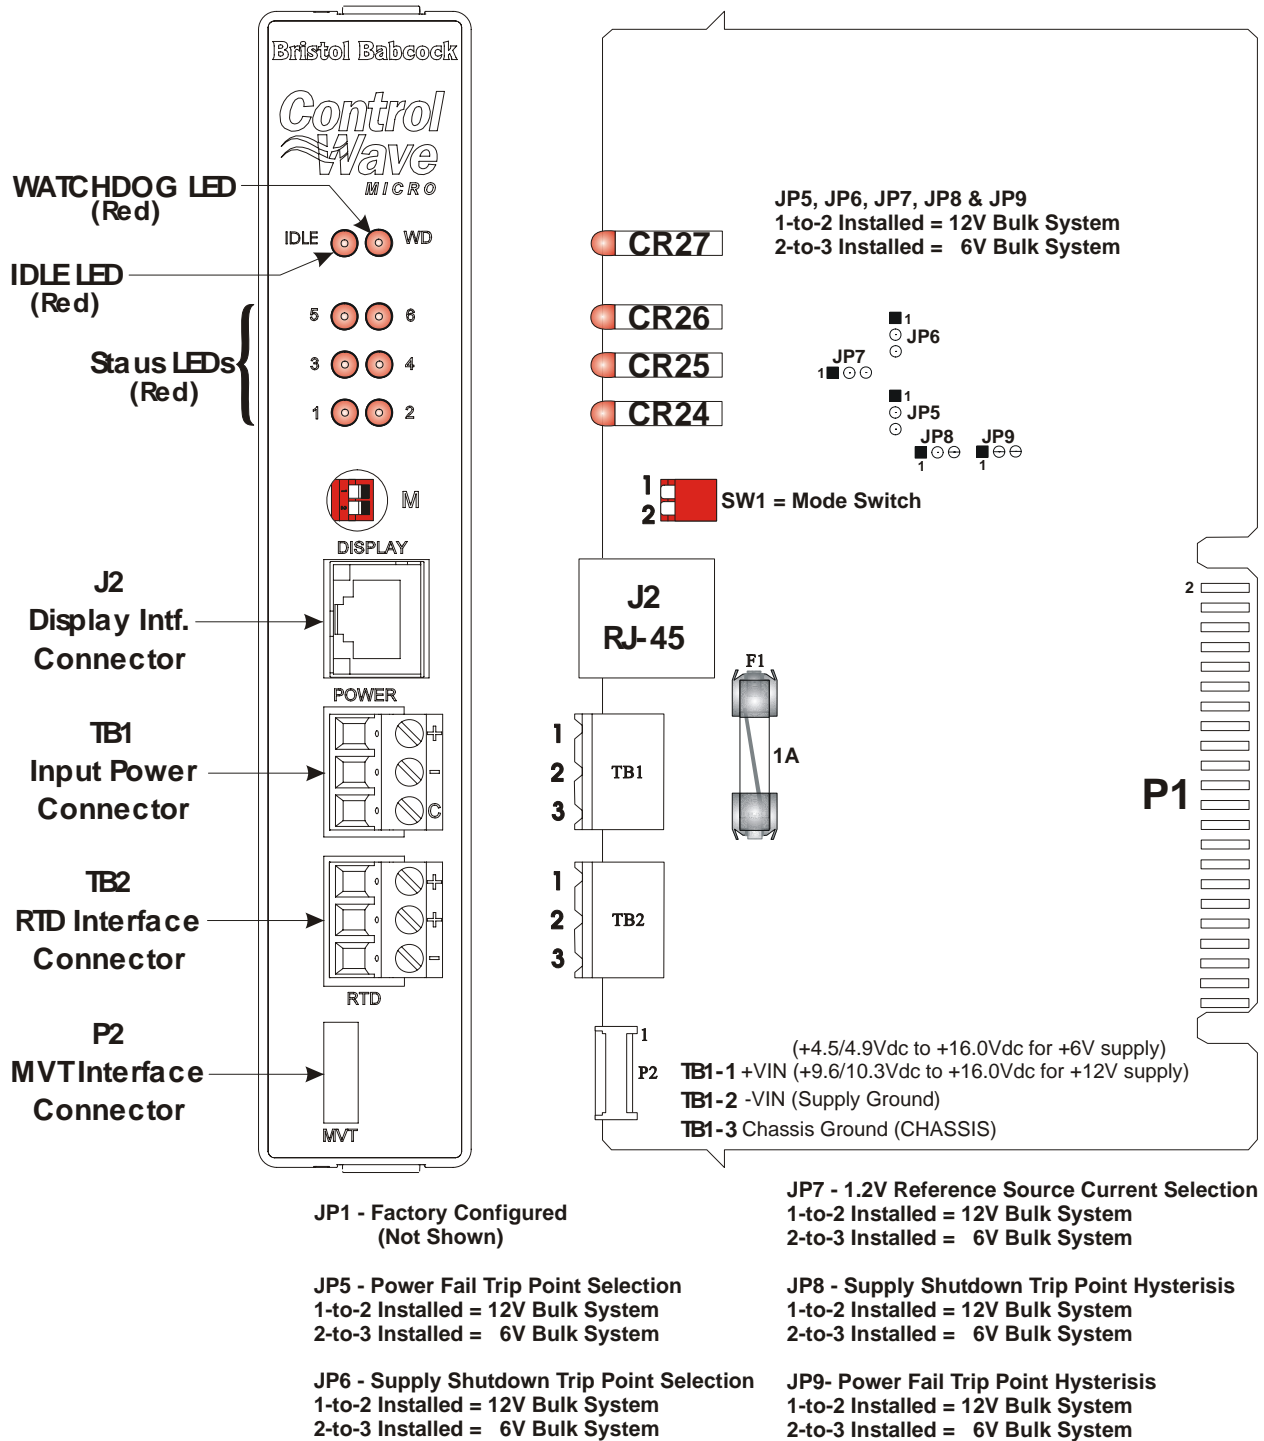 Bristol Babcock
Control
Wave
MICRO
WATCHDOG LED
(Red)
IDLE LED
(Red)
IDLE
WD
5
6
3
4
1
2
Staus LEDs
(Red)
M
DISPLAY
J2
Display Intf.
Connector
POWER
+
-
C
TB1
Input Power
Connector
+
+
-
TB2
RTD Interface
Connector
RTD
P2
MVT Interface
Connector
MVT
JP5, JP6, JP7, JP8 & JP9
1-to-2 Installed = 12V Bulk System
2-to-3 Installed = 6V Bulk System
CR27
CR26
CR25
CR24
1
JP6
JP7
1
1
JP5
JP8
1
JP9
1
1
2
SW1 = Mode Switch
J2
RJ-45
F1
1A
2
P1
1
2
3
TB1
1
2
3
TB2
1
P2
(+4.5/4.9Vdc to +16.0Vdc for +6V supply)
TB1-1 +VIN (+9.6/10.3Vdc to +16.0Vdc for +12V supply)
TB1-2 -VIN (Supply Ground)
TB1-3 Chassis Ground (CHASSIS)
JP1 - Factory Configured
(Not Shown)
JP5 - Power Fail Trip Point Selection
1-to-2 Installed = 12V Bulk System
2-to-3 Installed = 6V Bulk System
JP6 - Supply Shutdown Trip Point Selection
1-to-2 Installed = 12V Bulk System
2-to-3 Installed = 6V Bulk System
JP7 - 1.2V Reference Source Current Selection
1-to-2 Installed = 12V Bulk System
2-to-3 Installed = 6V Bulk System
JP8 - Supply Shutdown Trip Point Hysterisis
1-to-2 Installed = 12V Bulk System
2-to-3 Installed = 6V Bulk System
JP9- Power Fail Trip Point Hysterisis
1-to-2 Installed = 12V Bulk System
2-to-3 Installed = 6V Bulk System